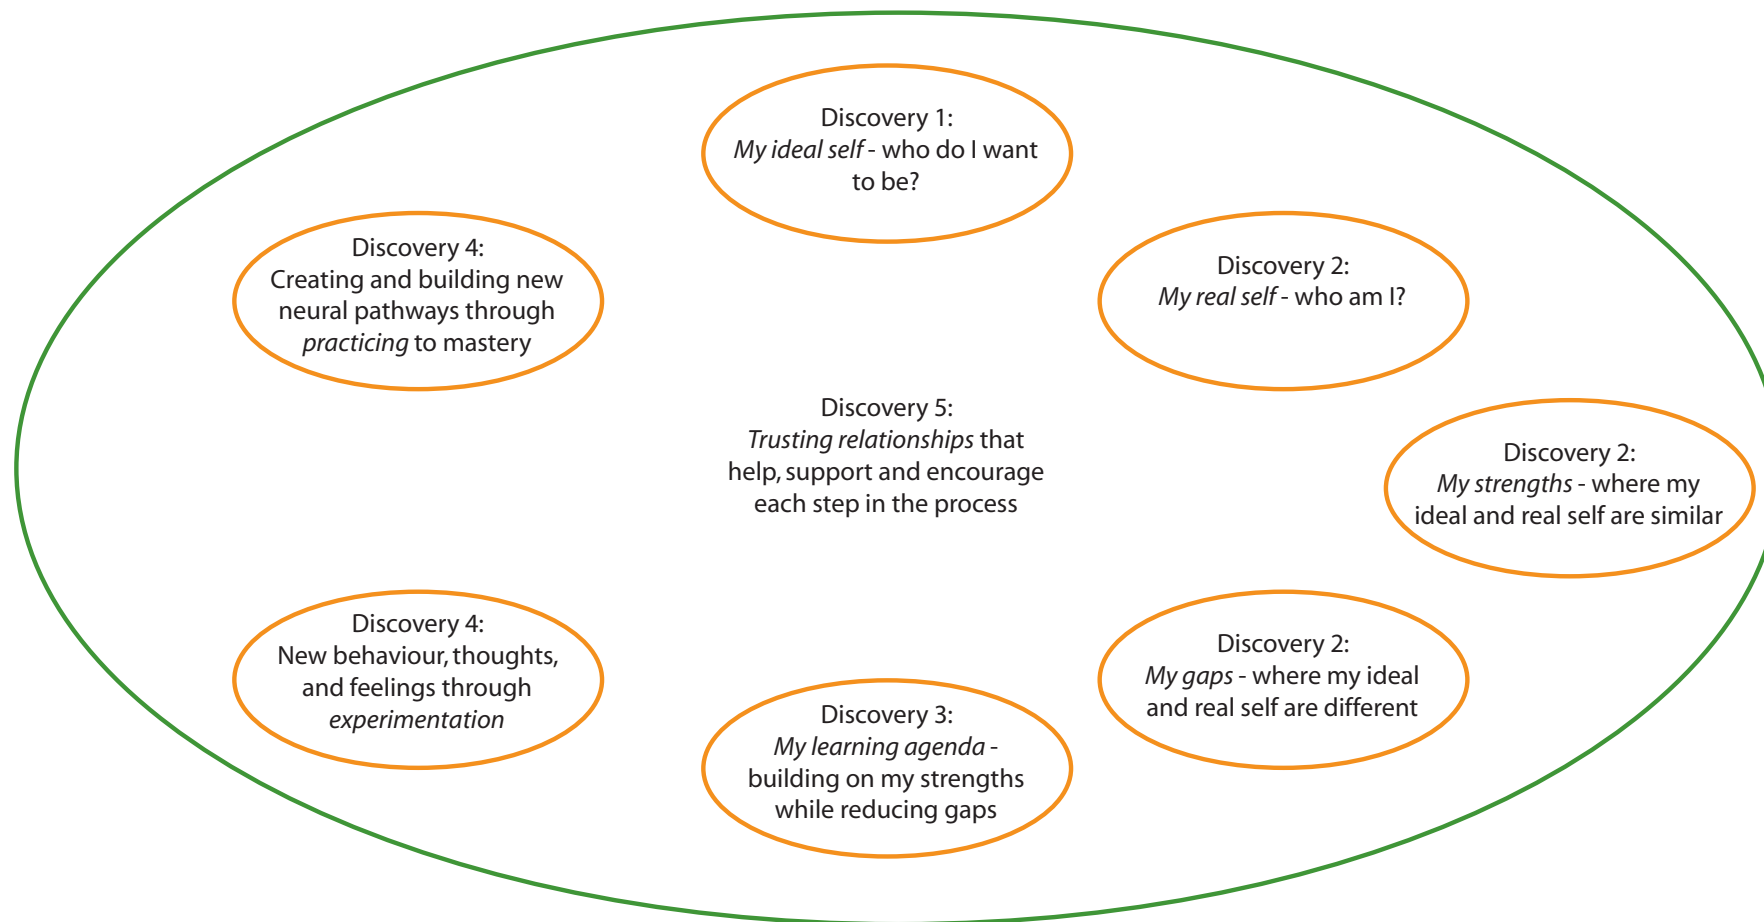 Discovery 1:
My ideal self - who do I want
to be?
Discovery 2:
My real self - who am I?
Discovery 2:
My strengths - where my
ideal and real self are similar
Discovery 2:
My gaps - where my ideal
and real self are different
Discovery 3:
My learning agenda -
building on my strengths
while reducing gaps
Discovery 4:
New behaviour, thoughts,
and feelings through
experimentation
Discovery 4:
Creating and building new
neural pathways through
practicing to mastery
Discovery 5:
Trusting relationships that
help, support and encourage
each step in the process